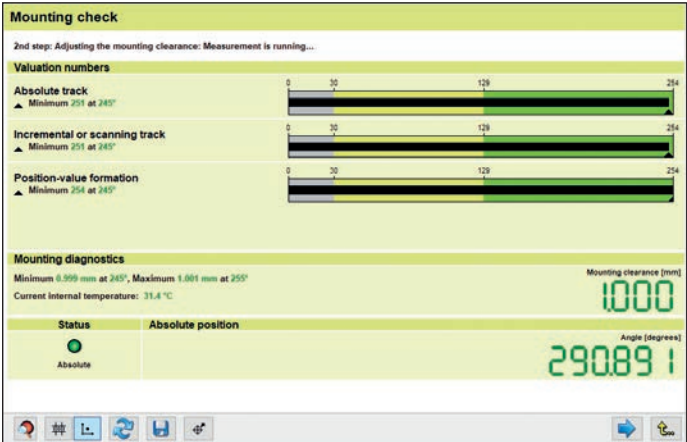 Mounting check
2nd step: Adjusting the mounting clearance: Measurement is running...
Valuation numbers
Absolute track
0 30 129 254
Minimum 251 at 245°
Incremental or scanning track
0 30 129 254
Minimum 251 at 245°
Position-value formation
0 30 129 254
Minimum 254 at 245°
Mounting diagnostics
Minimum 0.999 mm at 245°, Maximum 1.001 mm at 255°
Mounting clearance [mm]
Current internal temperature: 31.4 °C
1.000
Status Absolute position
Angle [degrees]
Absolute
290.891